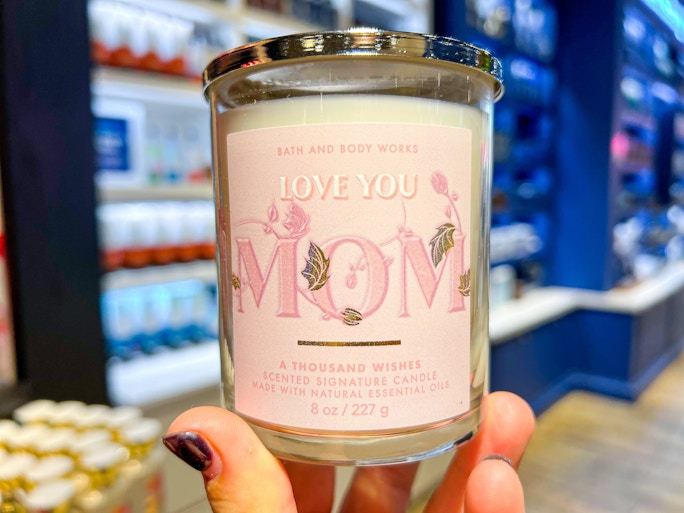 BATH AND BODY WORKS
LOVE YOU
MOM
A THOUSAND WISHES
SCENTED SIGNATURE CANDLE
MADE WITH NATURAL ESSENTIAL OILS
8 oz / 227 g